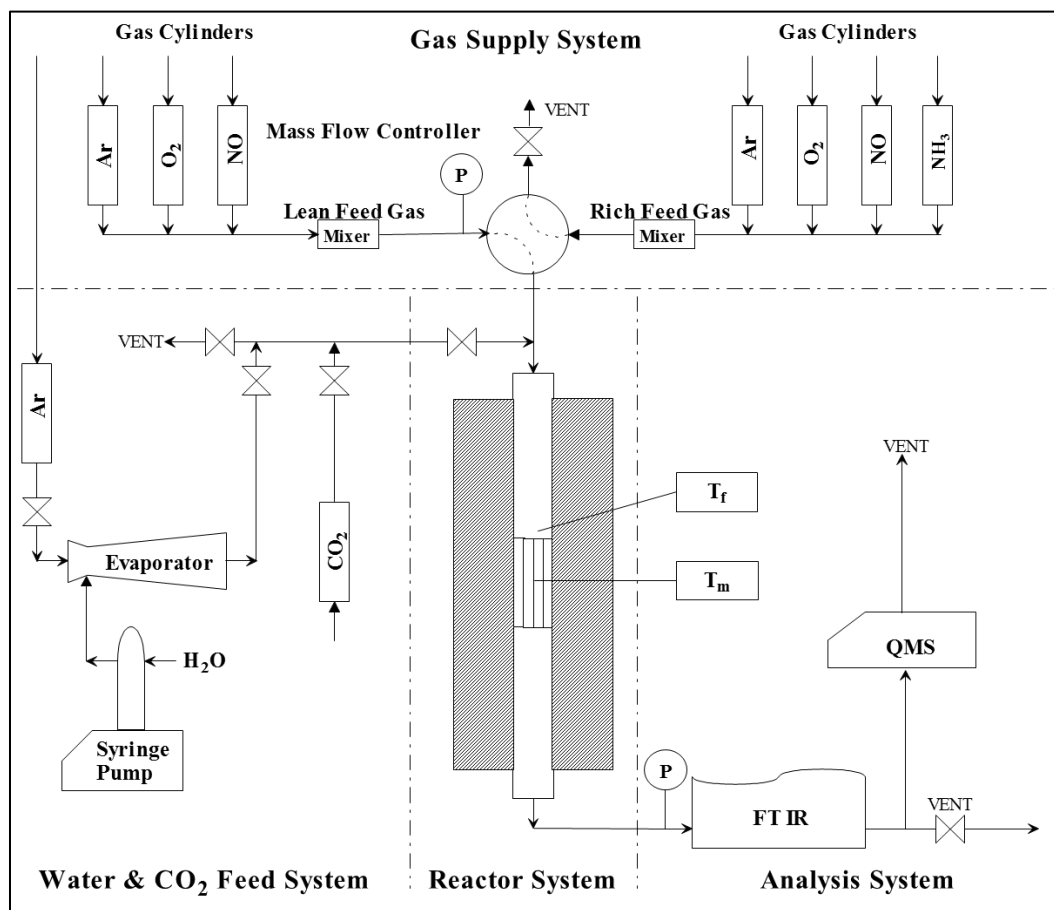 Gas Cylinders
Gas Supply System
Gas Cylinders
Ar
O₂
NO
Mass Flow Controller
VENT
Ar
O₂
NO
NH₃
P
Lean Feed Gas
Rich Feed Gas
Mixer
Mixer
VENT
Ar
Evaporator
CO₂
H₂O
Syringe
Pump
T_f
T_m
VENT
QMS
P
FT IR
VENT
Water & CO₂ Feed System
Reactor System
Analysis System